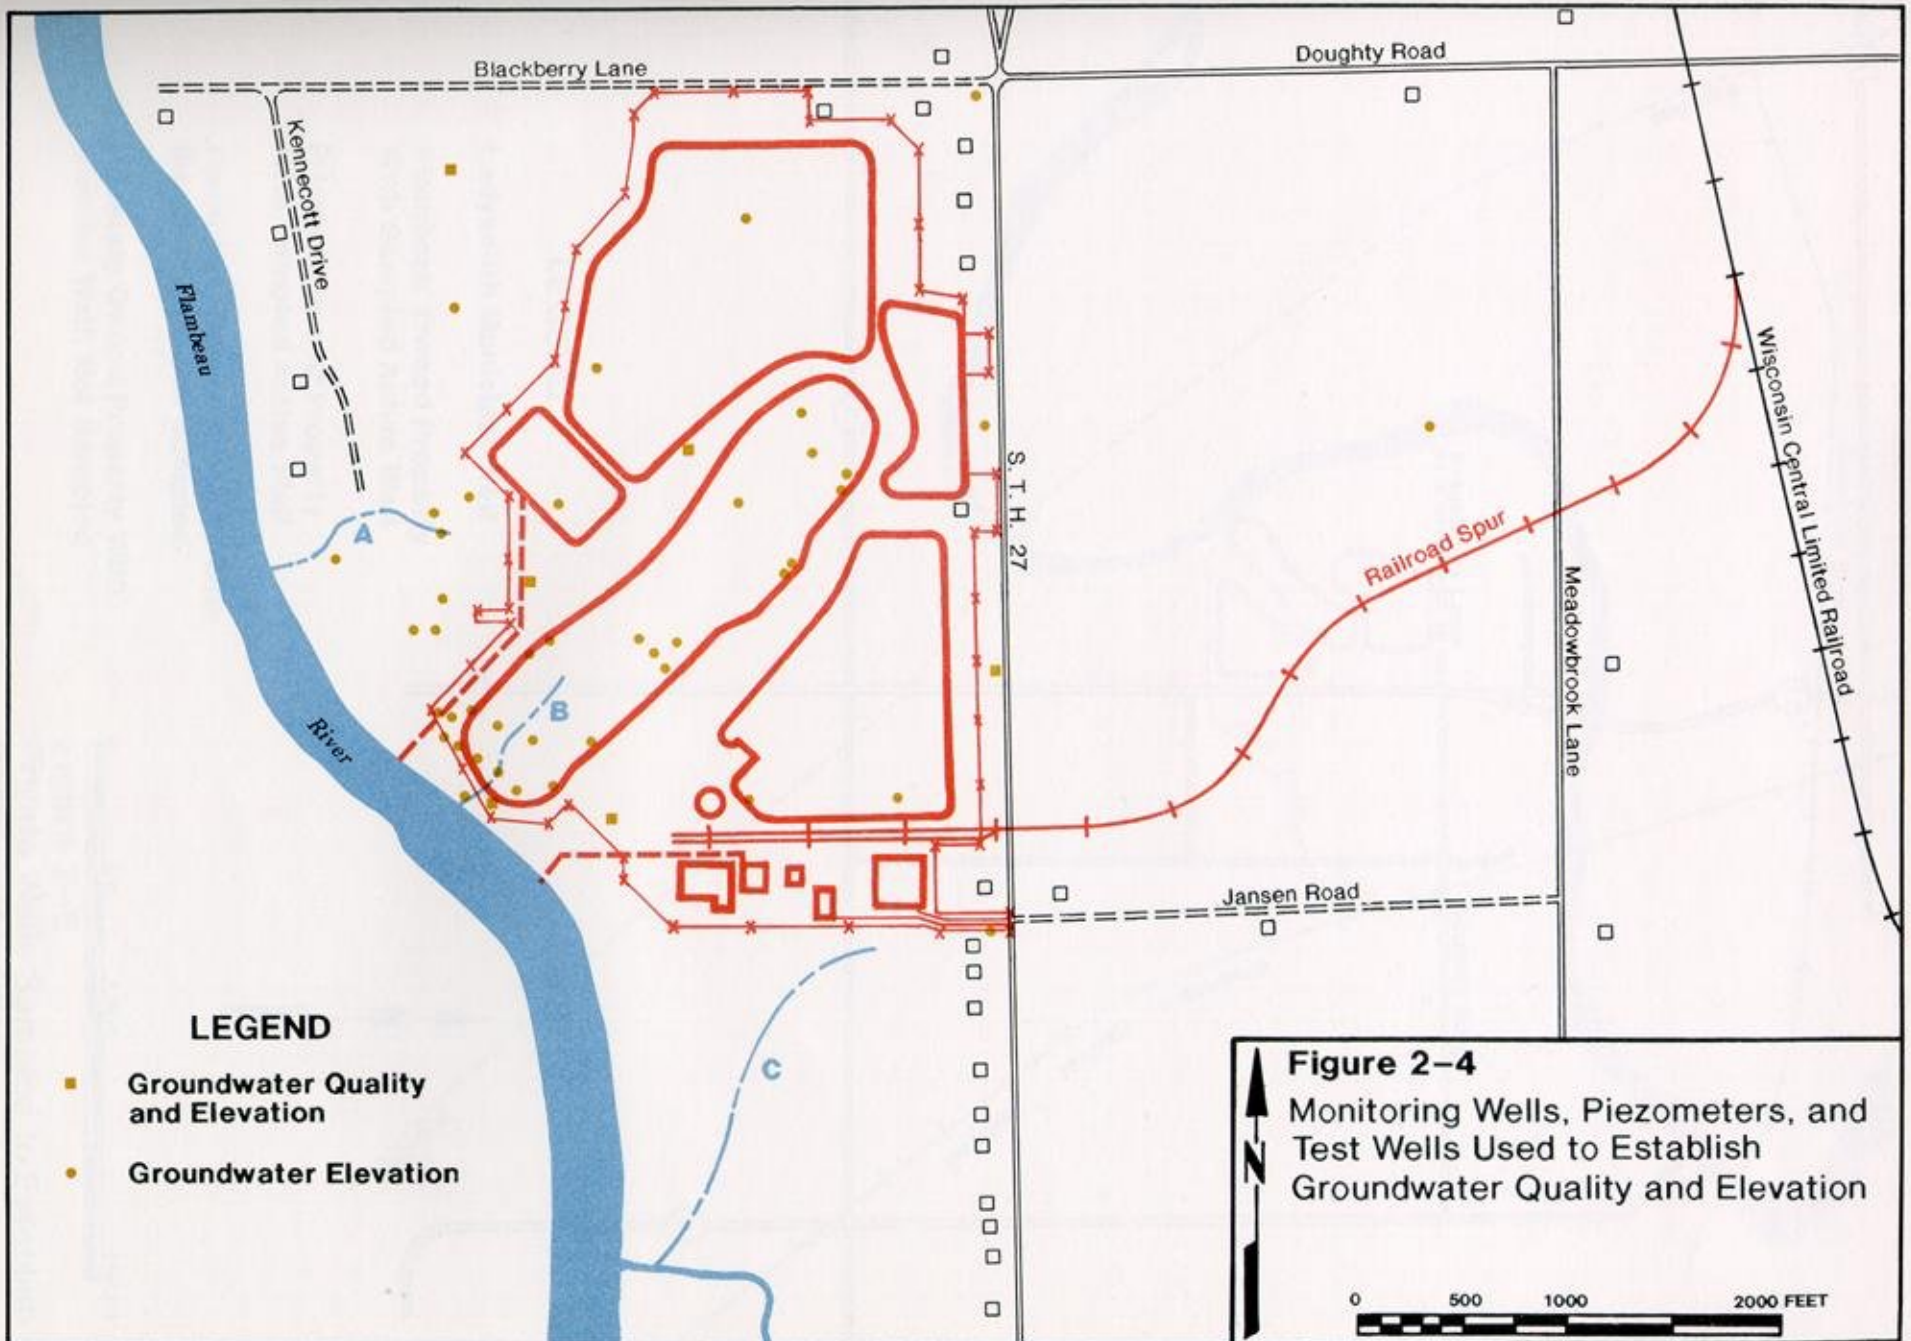 Blackberry Lane
Doughty Road
Kennecott Drive
Flambeau
River
A
B
C
S. T. H. 27
Railroad Spur
Wisconsin Central Limited Railroad
Meadowbrook Lane
Jansen Road
LEGEND
Groundwater Quality
and Elevation
Groundwater Elevation
Figure 2–4
Monitoring Wells, Piezometers, and
Test Wells Used to Establish
Groundwater Quality and Elevation
N
0 500 1000 2000 FEET